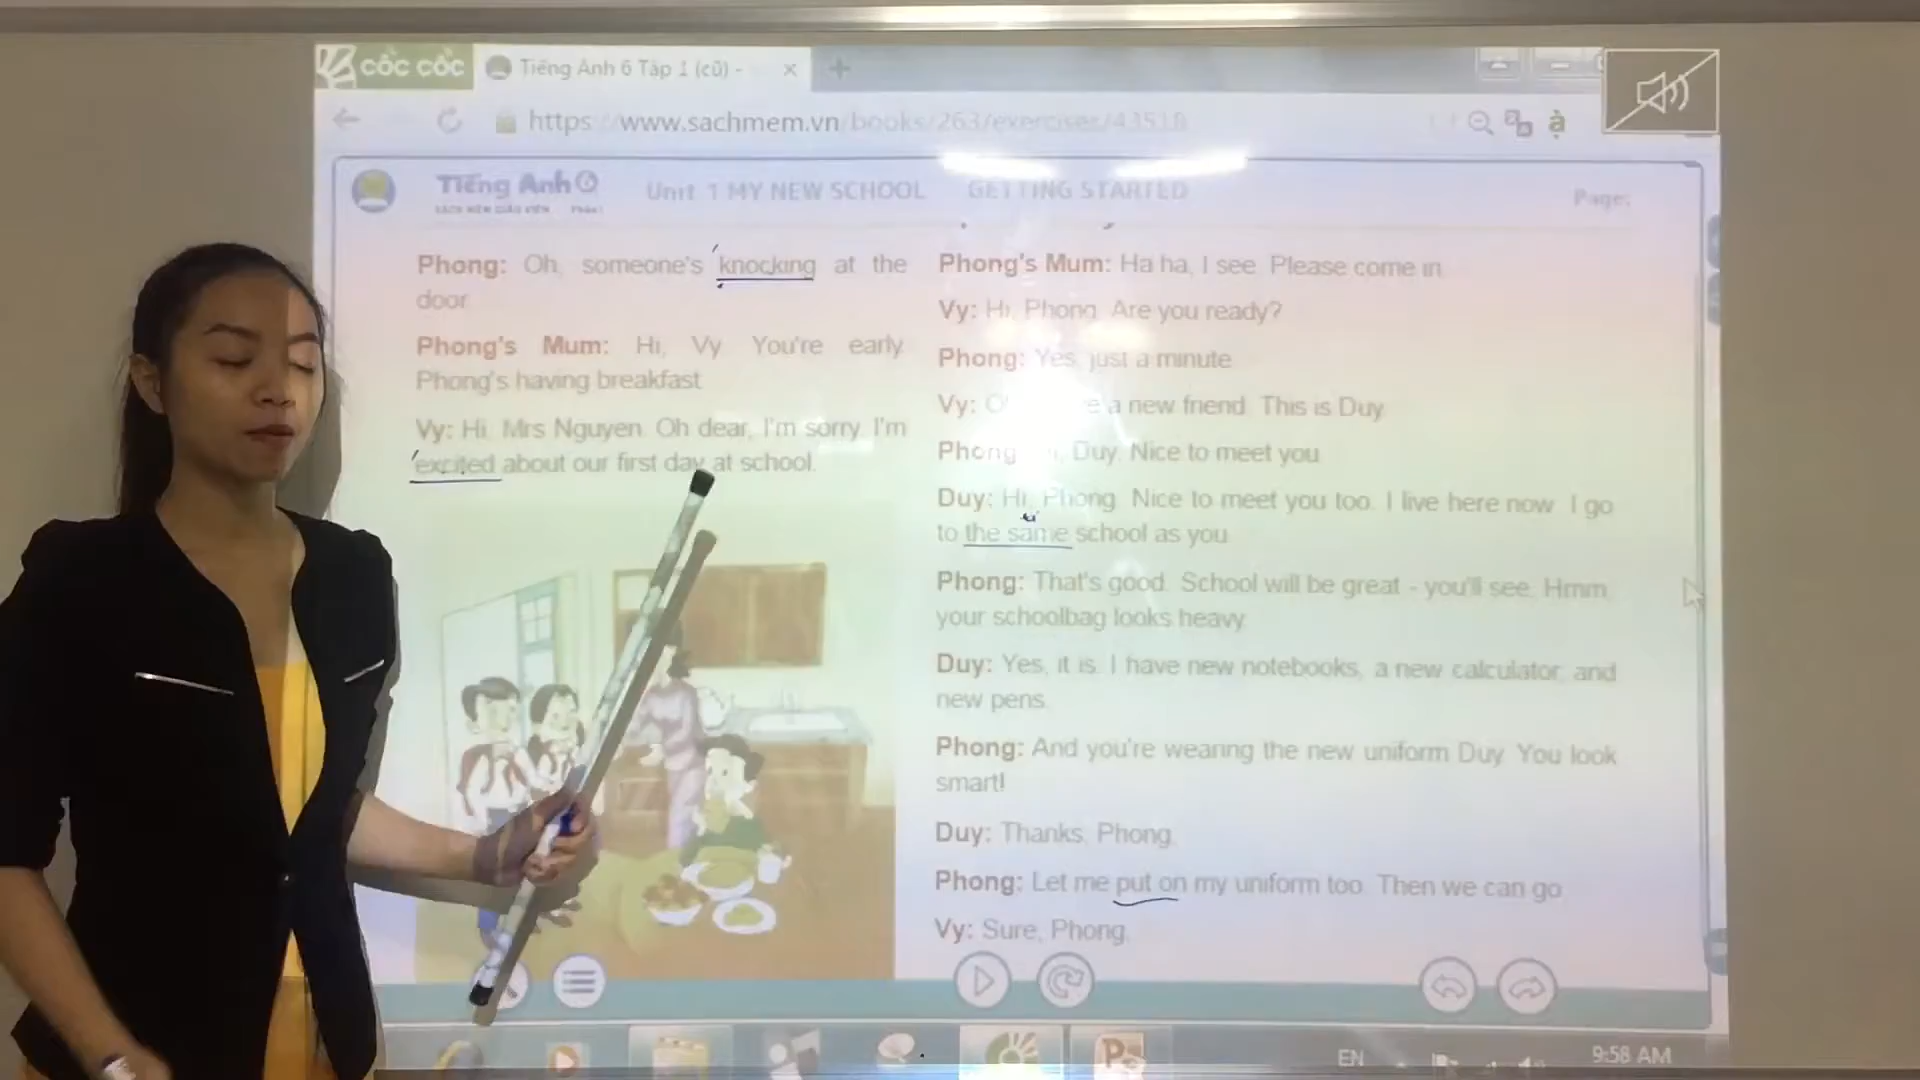 cốc cốc
Tiếng Anh 6 Tập 1 (cũ) -
https://www.sachmem.vn/books/263/exercises/43518
Tiếng Anh 6
Unit 1 MY NEW SCHOOL
GETTING STARTED
Page:
Phong: Oh, someone's knocking at the
door.
Phong's Mum: Hi, Vy. You're early.
Phong's having breakfast.
Vy: Hi, Mrs Nguyen. Oh dear, I'm sorry. I'm
excited about our first day at school.
Phong's Mum: Ha ha, I see. Please come in.
Vy: Hi, Phong. Are you ready?
Phong: Yes, just a minute.
Vy: a new friend. This is Duy.
Phong: Duy. Nice to meet you.
Duy: Hi, Phong. Nice to meet you too. I live here now. I go
to the same school as you.
Phong: That's good. School will be great - you'll see. Hmm,
your schoolbag looks heavy.
Duy: Yes, it is. I have new notebooks, a new calculator, and
new pens.
Phong: And you're wearing the new uniform Duy. You look
smart!
Duy: Thanks, Phong.
Phong: Let me put on my uniform too. Then we can go.
Vy: Sure, Phong.
EN
9:58 AM